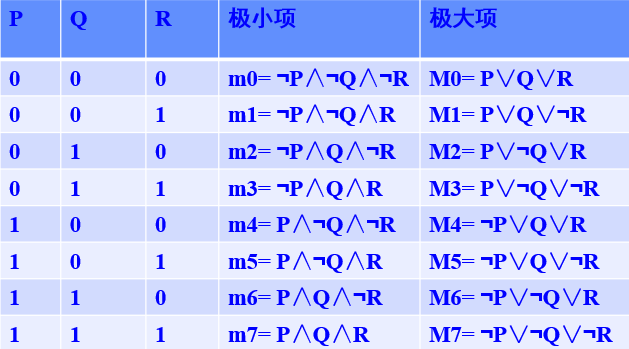 P Q R 极小项 极大项
0 0 0 m0= ¬P∧¬Q∧¬R M0= P∨Q∨R
0 0 1 m1= ¬P∧¬Q∧R M1= P∨Q∨¬R
0 1 0 m2= ¬P∧Q∧¬R M2= P∨¬Q∨R
0 1 1 m3= ¬P∧Q∧R M3= P∨¬Q∨¬R
1 0 0 m4= P∧¬Q∧¬R M4= ¬P∨Q∨R
1 0 1 m5= P∧¬Q∧R M5= ¬P∨Q∨¬R
1 1 0 m6= P∧Q∧¬R M6= ¬P∨¬Q∨R
1 1 1 m7= P∧Q∧R M7= ¬P∨¬Q∨¬R